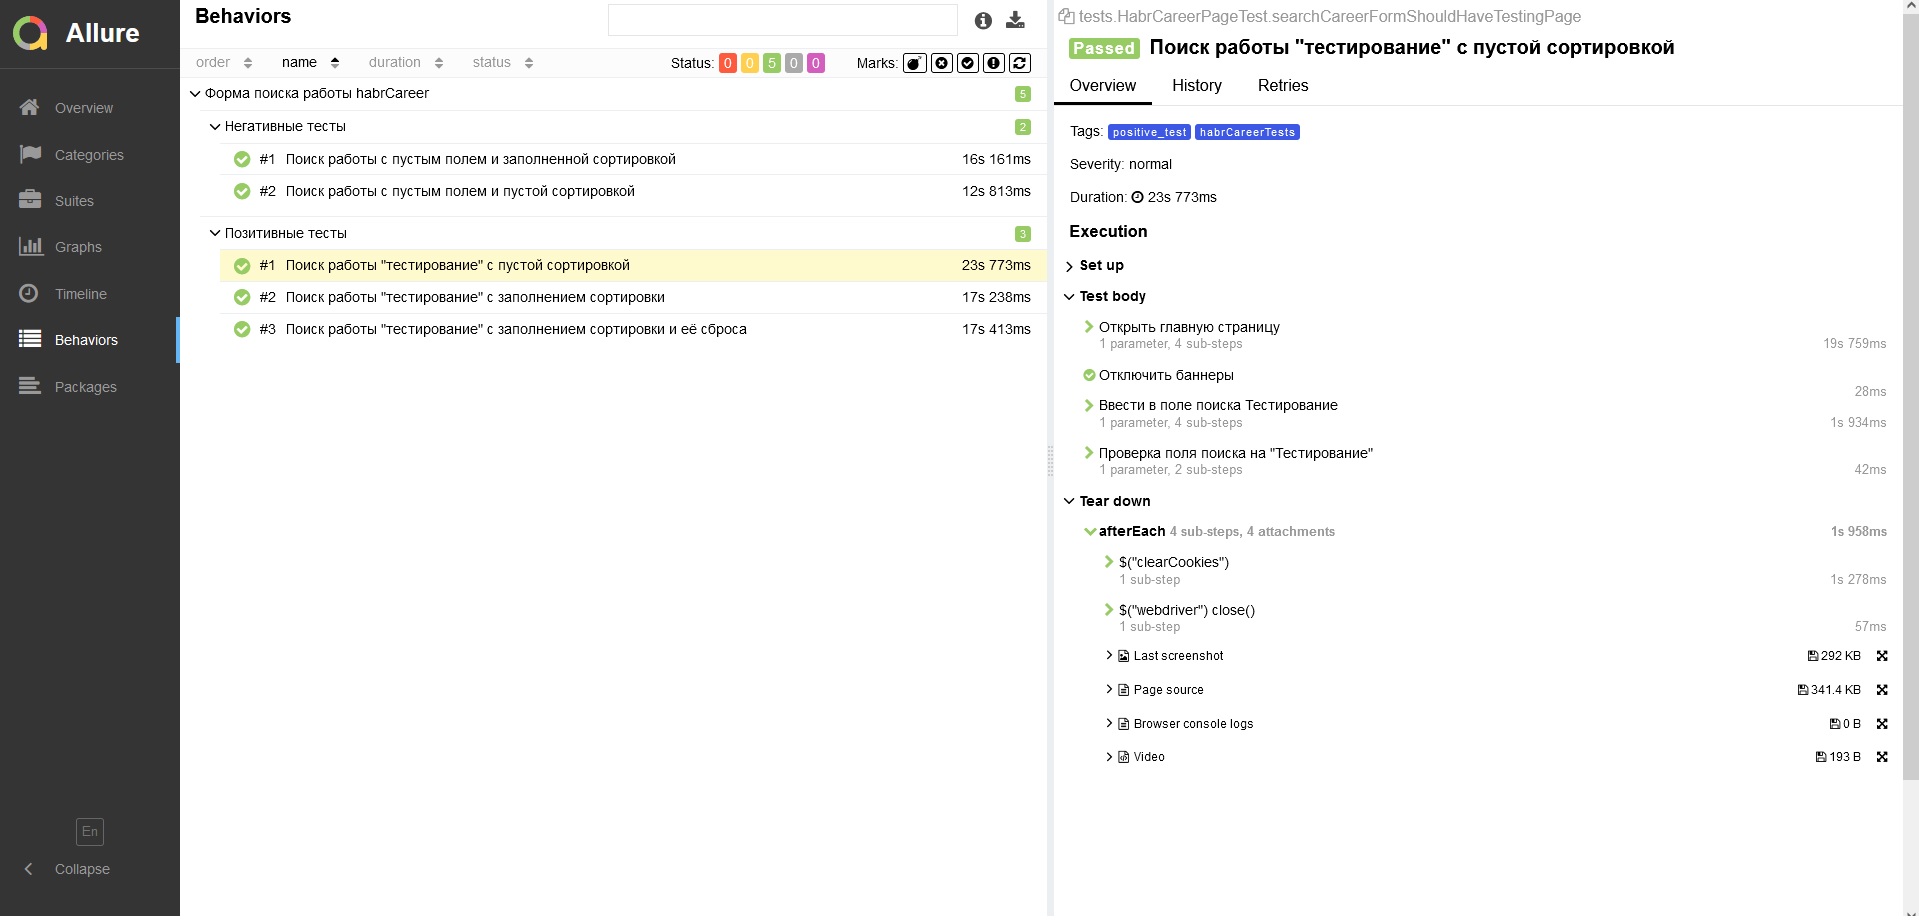 Allure
Overview
Categories
Suites
Graphs
Timeline
Behaviors
Packages
En
Collapse
Behaviors
order name duration status Status: 0 0 5 0 0 Marks:
Форма поиска работы habrCareer 5
Негативные тесты 2
#1 Поиск работы с пустым полем и заполненной сортировкой 16s 161ms
#2 Поиск работы с пустым полем и пустой сортировкой 12s 813ms
Позитивные тесты 3
#1 Поиск работы "тестирование" с пустой сортировкой 23s 773ms
#2 Поиск работы "тестирование" с заполнением сортировки 17s 238ms
#3 Поиск работы "тестирование" с заполнением сортировки и её сброса 17s 413ms
tests.HabrCareerPageTest.searchCareerFormShouldHaveTestingPage
Passed Поиск работы "тестирование" с пустой сортировкой
Overview History Retries
Tags: positive_test habrCareerTests
Severity: normal
Duration: 23s 773ms
Execution
Set up
Test body
Открыть главную страницу
1 parameter, 4 sub-steps 19s 759ms
Отключить баннеры
28ms
Ввести в поле поиска Тестирование
1 parameter, 4 sub-steps 1s 934ms
Проверка поля поиска на "Тестирование"
1 parameter, 2 sub-steps 42ms
Tear down
afterEach 4 sub-steps, 4 attachments 1s 958ms
$("clearCookies")
1 sub-step 1s 278ms
$("webdriver") close()
1 sub-step 57ms
Last screenshot 292 KB
Page source 341.4 KB
Browser console logs 0 B
Video 193 B